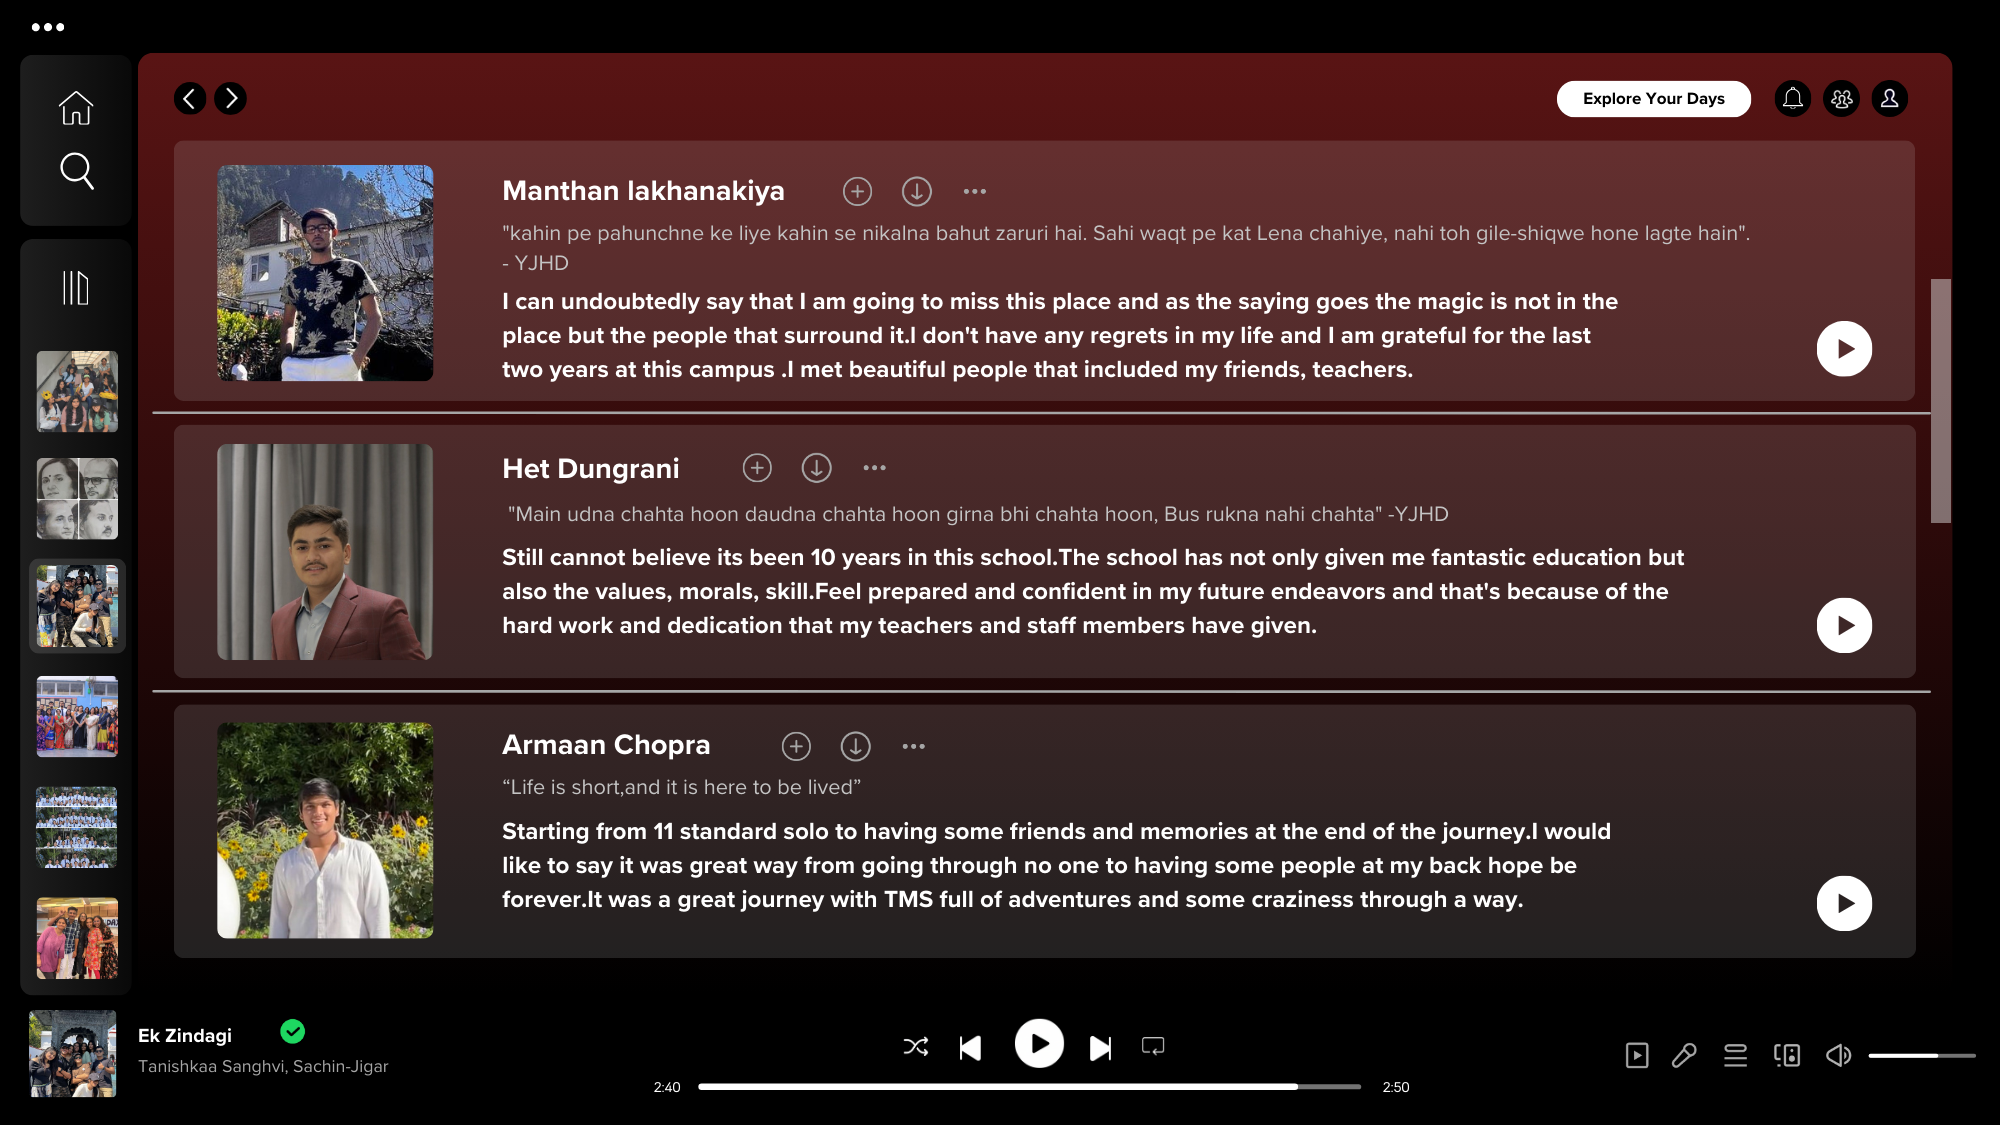 Explore Your Days
Manthan lakhanakiya
"kahin pe pahunchne ke liye kahin se nikalna bahut zaruri hai. Sahi waqt pe kat Lena chahiye, nahi toh gile-shiqwe hone lagte hain".
- YJHD
I can undoubtedly say that I am going to miss this place and as the saying goes the magic is not in the
place but the people that surround it.I don't have any regrets in my life and I am grateful for the last
two years at this campus .I met beautiful people that included my friends, teachers.
Het Dungrani
"Main udna chahta hoon daudna chahta hoon girna bhi chahta hoon, Bus rukna nahi chahta" -YJHD
Still cannot believe its been 10 years in this school.The school has not only given me fantastic education but
also the values, morals, skill.Feel prepared and confident in my future endeavors and that's because of the
hard work and dedication that my teachers and staff members have given.
Armaan Chopra
“Life is short,and it is here to be lived”
Starting from 11 standard solo to having some friends and memories at the end of the journey.I would
like to say it was great way from going through no one to having some people at my back hope be
forever.It was a great journey with TMS full of adventures and some craziness through a way.
Ek Zindagi
Tanishkaa Sanghvi, Sachin-Jigar
2:40
2:50